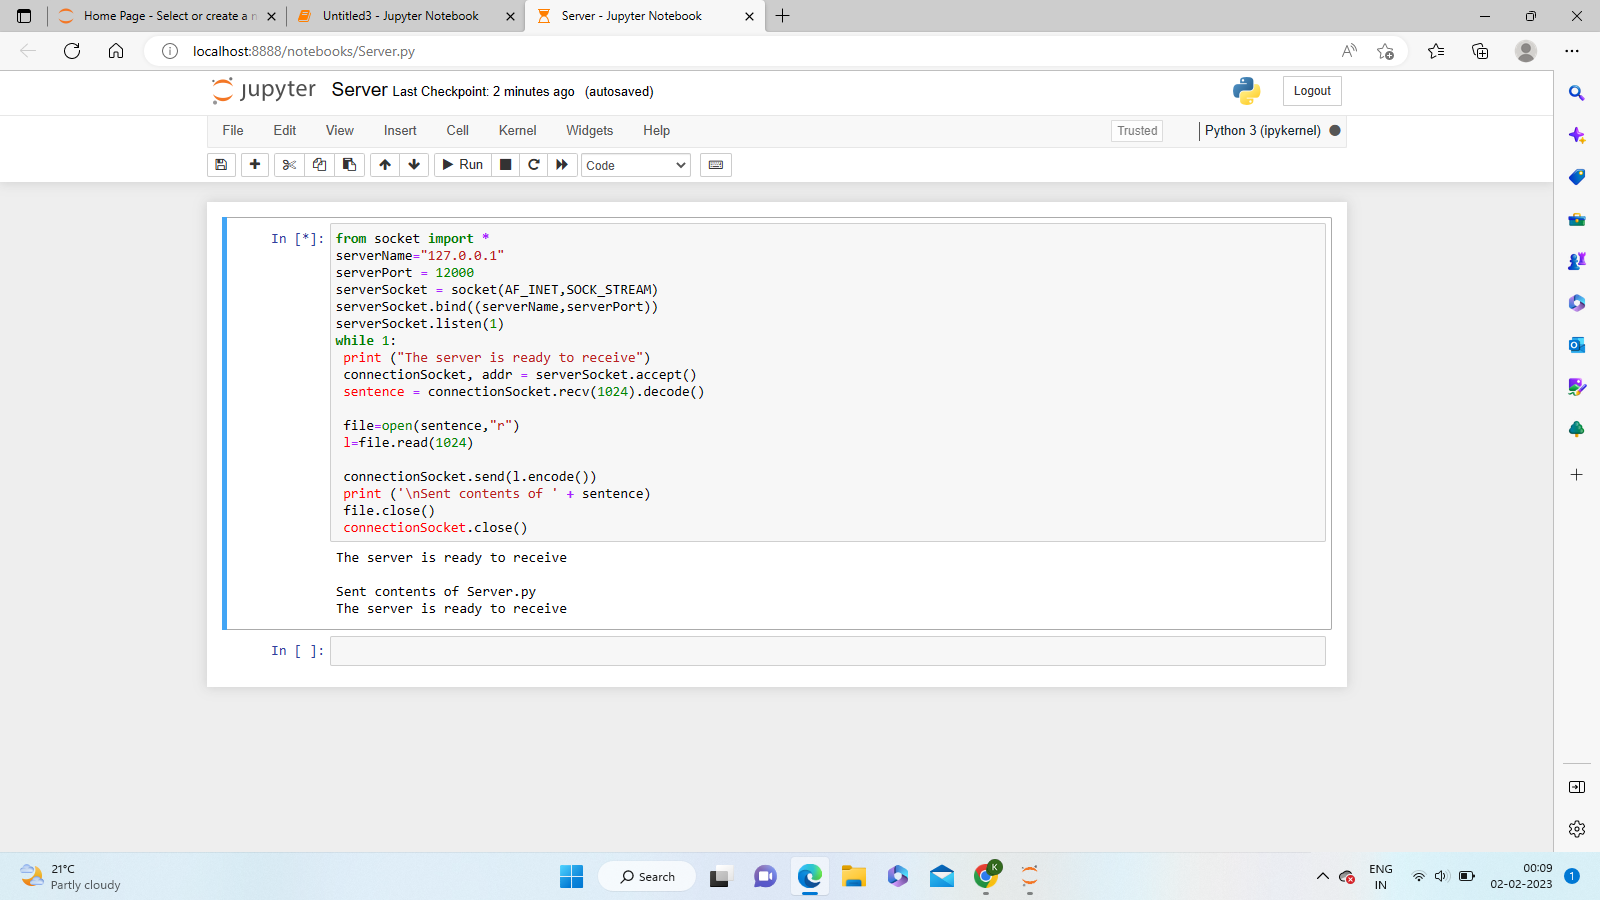 Home Page - Select or create a n
Untitled3 - Jupyter Notebook
Server - Jupyter Notebook
localhost:8888/notebooks/Server.py
jupyter Server Last Checkpoint: 2 minutes ago (autosaved)
Logout
File Edit View Insert Cell Kernel Widgets Help
Trusted
Python 3 (ipykernel)
Run
Code
In [*]:
from socket import *
serverName="127.0.0.1"
serverPort = 12000
serverSocket = socket(AF_INET,SOCK_STREAM)
serverSocket.bind((serverName,serverPort))
serverSocket.listen(1)
while 1:
 print ("The server is ready to receive")
 connectionSocket, addr = serverSocket.accept()
 sentence = connectionSocket.recv(1024).decode()
 file=open(sentence,"r")
 l=file.read(1024)
 connectionSocket.send(l.encode())
 print ('\nSent contents of ' + sentence)
 file.close()
 connectionSocket.close()
The server is ready to receive
Sent contents of Server.py
The server is ready to receive
In [ ]:
21°C
Partly cloudy
Search
K
ENG
IN
00:09
02-02-2023
1